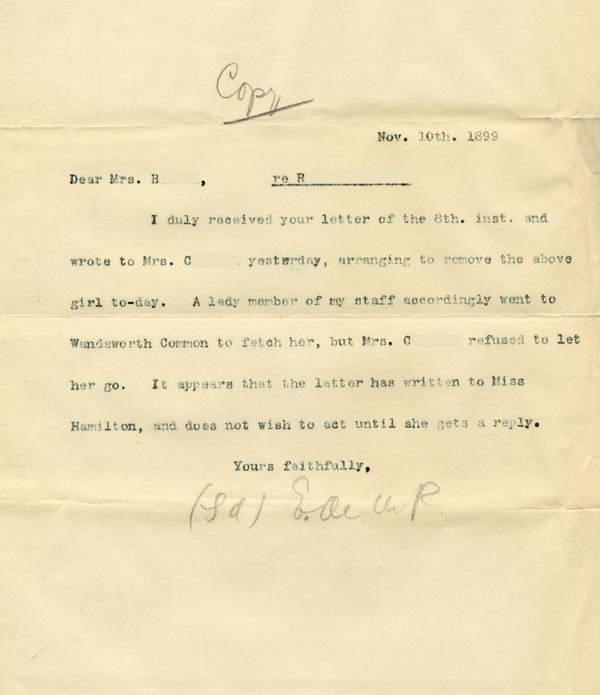 Copy
Nov. 10th. 1899
Dear Mrs. B , re R
I duly received your letter of the 8th. inst. and
wrote to Mrs. C . yesterday, arranging to remove the above
girl to-day. A lady member of my staff accordingly went to
Wandsworth Common to fetch her, but Mrs. C refused to let
her go. It appears that the latter has written to Miss
Hamilton, and does not wish to act until she gets a reply.
Yours faithfully,
(Sd) E. de M R.